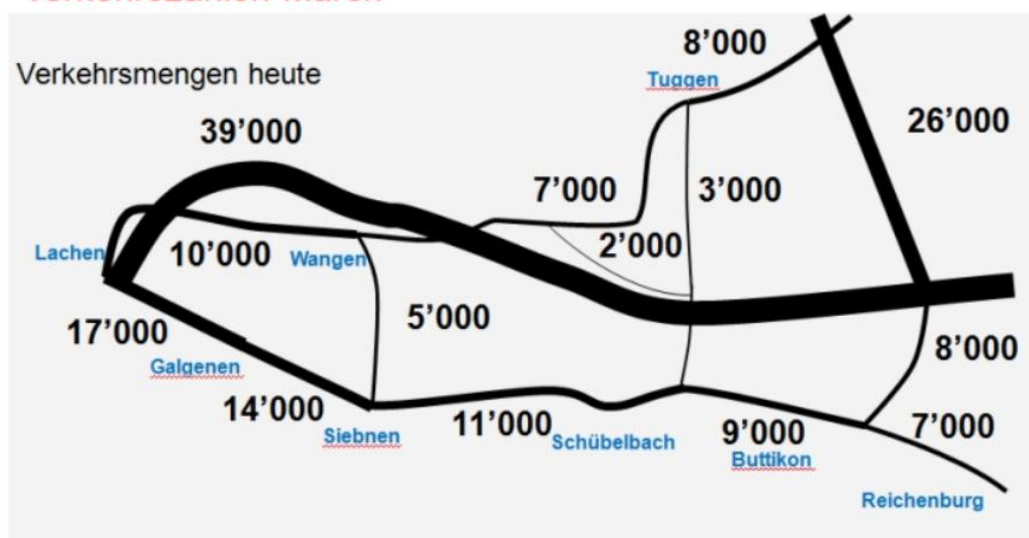 8’000
Verkehrsmengen heute
Tuggen
39’000
26’000
7’000
3’000
Lachen
10’000
Wangen
2’000
5’000
17’000
8’000
Galgenen
14’000
Siebnen
11’000
Schübelbach
9’000
7’000
Buttikon
Reichenburg